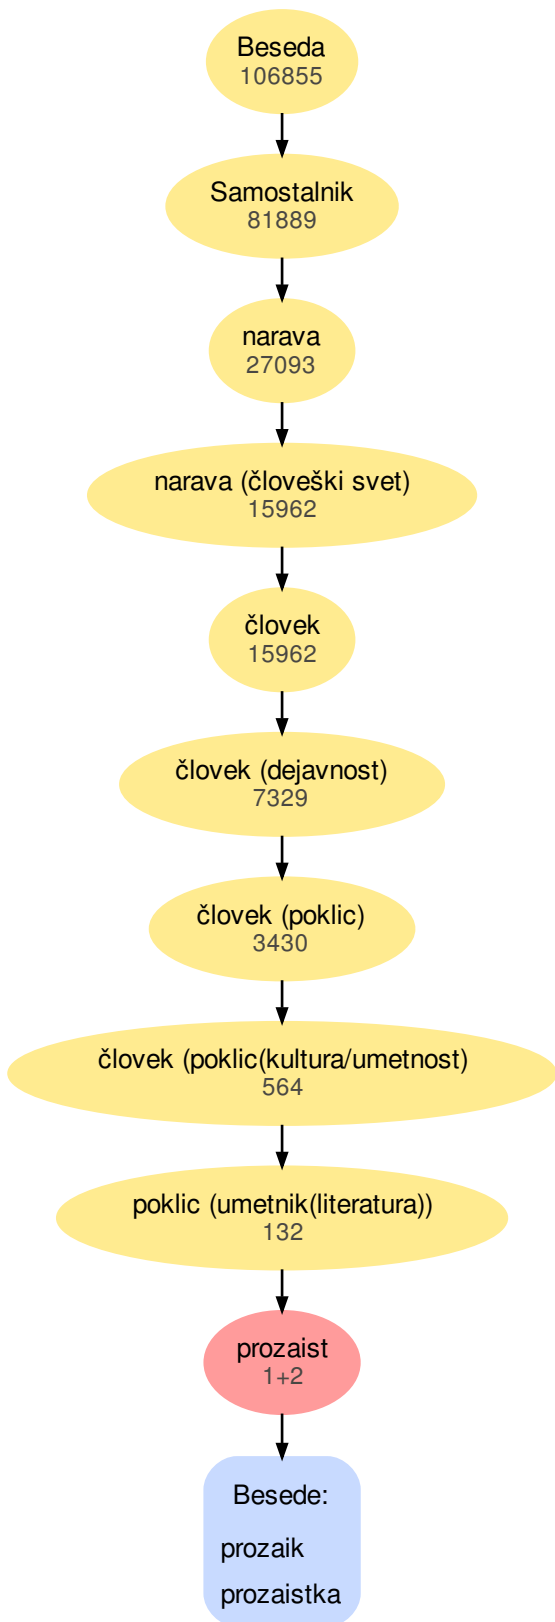 Beseda
106855
Samostalnik
81889
narava
27093
narava (človeški svet)
15962
človek
15962
človek (dejavnost)
7329
človek (poklic)
3430
človek (poklic(kultura/umetnost)
564
poklic (umetnik(literatura))
132
prozaist
1+2
Besede:
prozaik
prozaistka